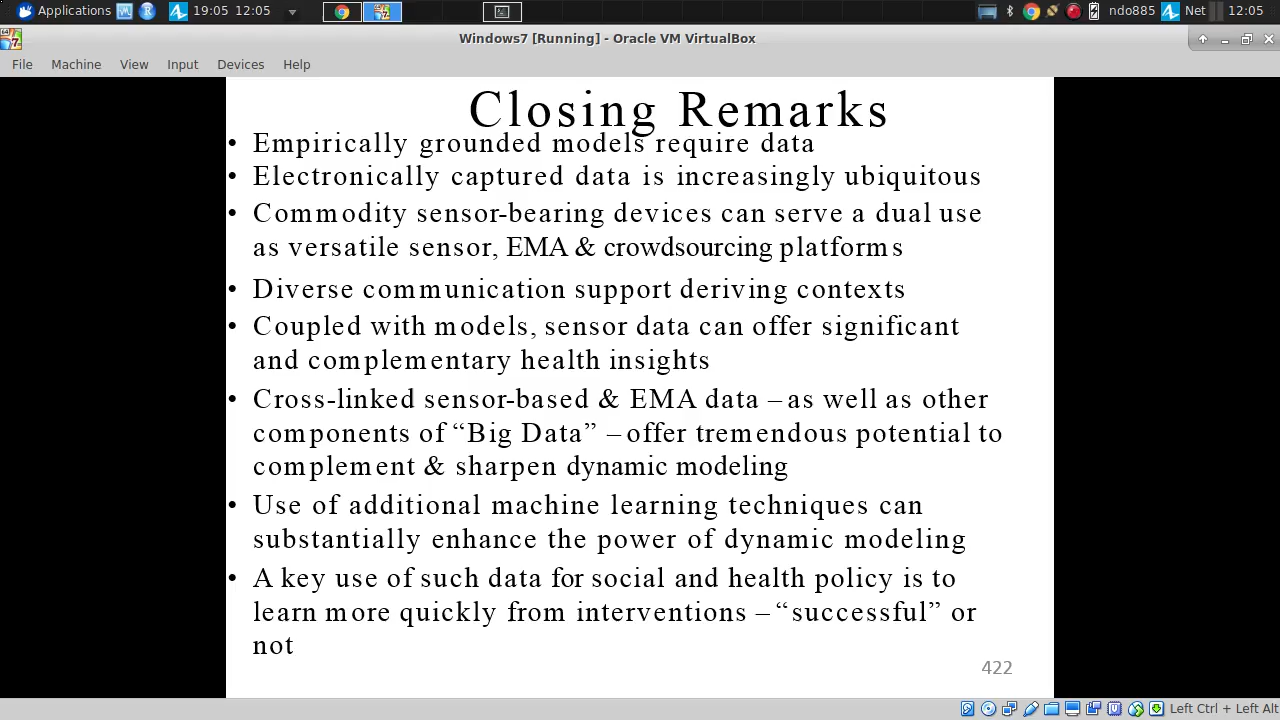 Applications 19:05 12:05 ndo885 Net 12:05
Windows7 [Running] - Oracle VM VirtualBox
File Machine View Input Devices Help
Closing Remarks
• Empirically grounded models require data
• Electronically captured data is increasingly ubiquitous
• Commodity sensor-bearing devices can serve a dual use
as versatile sensor, EMA & crowdsourcing platforms
• Diverse communication support deriving contexts
• Coupled with models, sensor data can offer significant
and complementary health insights
• Cross-linked sensor-based & EMA data – as well as other
components of “Big Data” – offer tremendous potential to
complement & sharpen dynamic modeling
• Use of additional machine learning techniques can
substantially enhance the power of dynamic modeling
• A key use of such data for social and health policy is to
learn more quickly from interventions – “successful” or
not
422
Left Ctrl + Left Alt